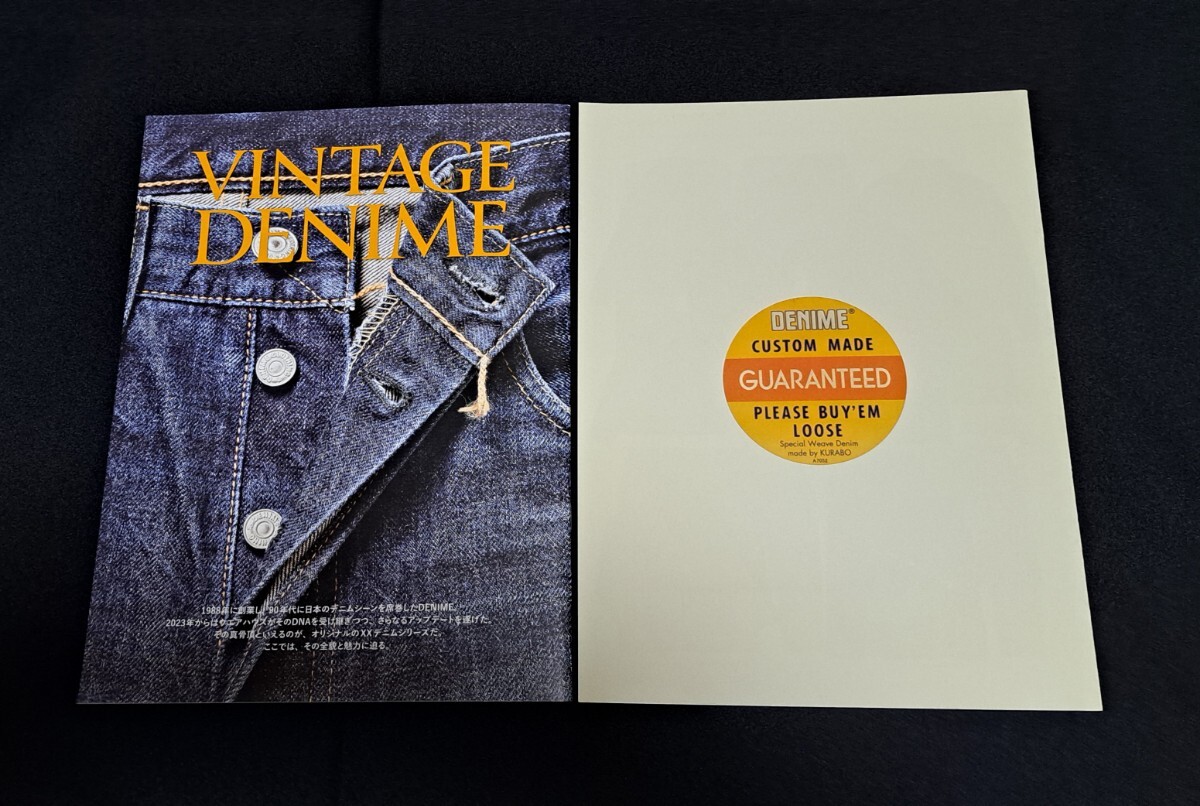 VINTAGE
DENIME
1988年に創業し、90年代に日本のデニムシーンを席巻したDENIME。
2023年からはウエアハウスがそのDNAを受け継ぎつつ、さらなるアップデートを遂げた。
その真骨頂といえるのが、オリジナルのXXデニムシリーズだ。
ここでは、その全貌と魅力に迫る。
DENIME®
CUSTOM MADE
GUARANTEED
PLEASE BUY'EM
LOOSE
Special Weave Denim
made by KURABO